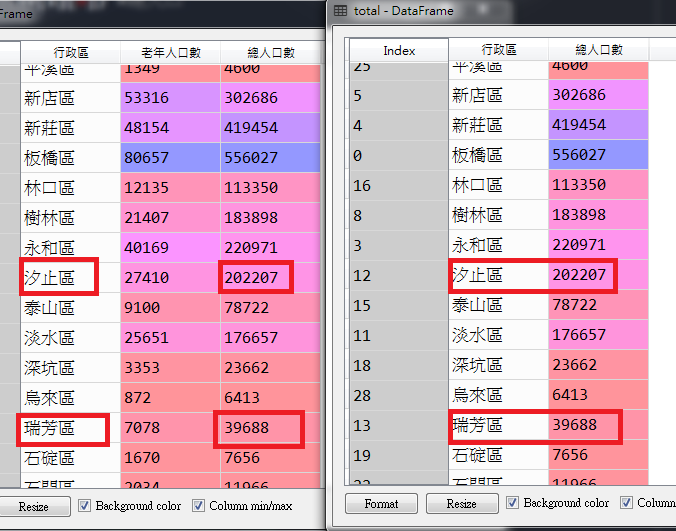 Frame
行政區 老年人口數 總人口數
平溪區 1349 4600
新店區 53316 302686
新莊區 48154 419454
板橋區 80657 556027
林口區 12135 113350
樹林區 21407 183898
永和區 40169 220971
汐止區 27410 202207
泰山區 9100 78722
淡水區 25651 176657
深坑區 3353 23662
烏來區 872 6413
瑞芳區 7078 39688
石碇區 1670 7656
石門區 2034 11966
Resize Background color Column min/max
total - DataFrame
Index 行政區 總人口數
25 平溪區 4600
5 新店區 302686
4 新莊區 419454
0 板橋區 556027
16 林口區 113350
8 樹林區 183898
3 永和區 220971
12 汐止區 202207
15 泰山區 78722
11 淡水區 176657
18 深坑區 23662
28 烏來區 6413
13 瑞芳區 39688
19 石碇區 7656
石門區 11966
Format Resize Background color Column